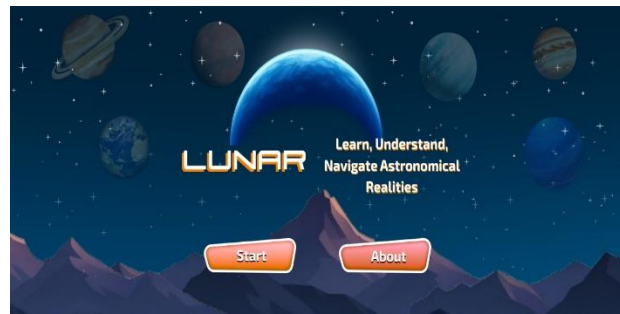 LUNAR
Learn, Understand,
Navigate Astronomical
Realities
Start
About